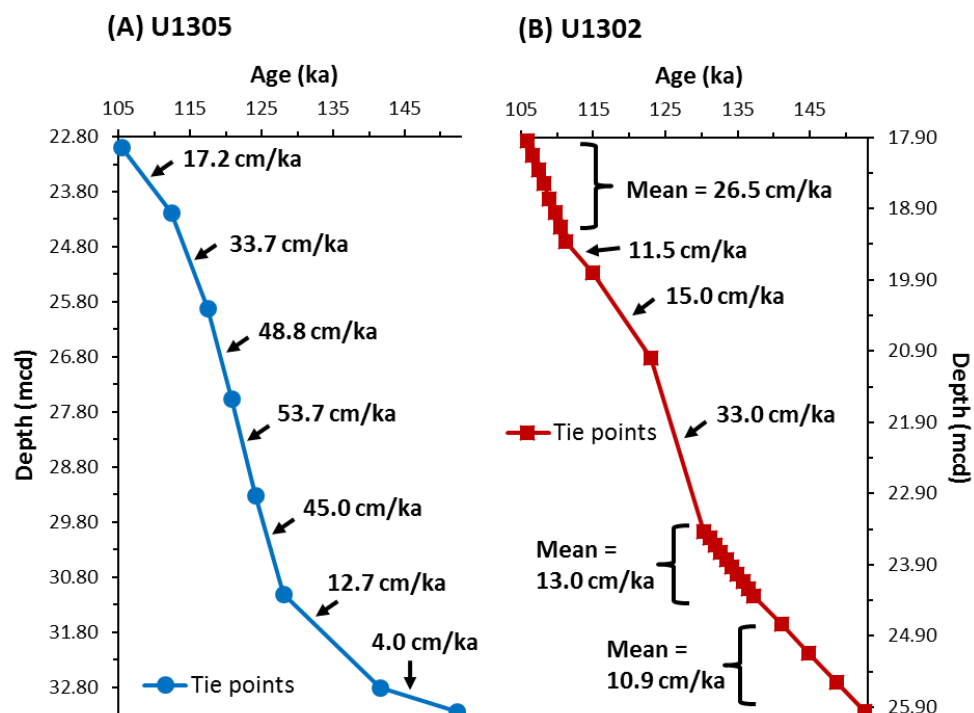 (A) U1305
Age (ka)
105 115 125 135 145
22.80
23.80
24.80
25.80
26.80
27.80
28.80
29.80
30.80
31.80
32.80
Depth (mcd)
17.2 cm/ka
33.7 cm/ka
48.8 cm/ka
53.7 cm/ka
45.0 cm/ka
12.7 cm/ka
4.0 cm/ka
Tie points
(B) U1302
Age (ka)
105 115 125 135 145
17.90
18.90
19.90
20.90
21.90
22.90
23.90
24.90
25.90
Depth (mcd)
Mean = 26.5 cm/ka
11.5 cm/ka
15.0 cm/ka
33.0 cm/ka
Tie points
Mean =
13.0 cm/ka
Mean =
10.9 cm/ka